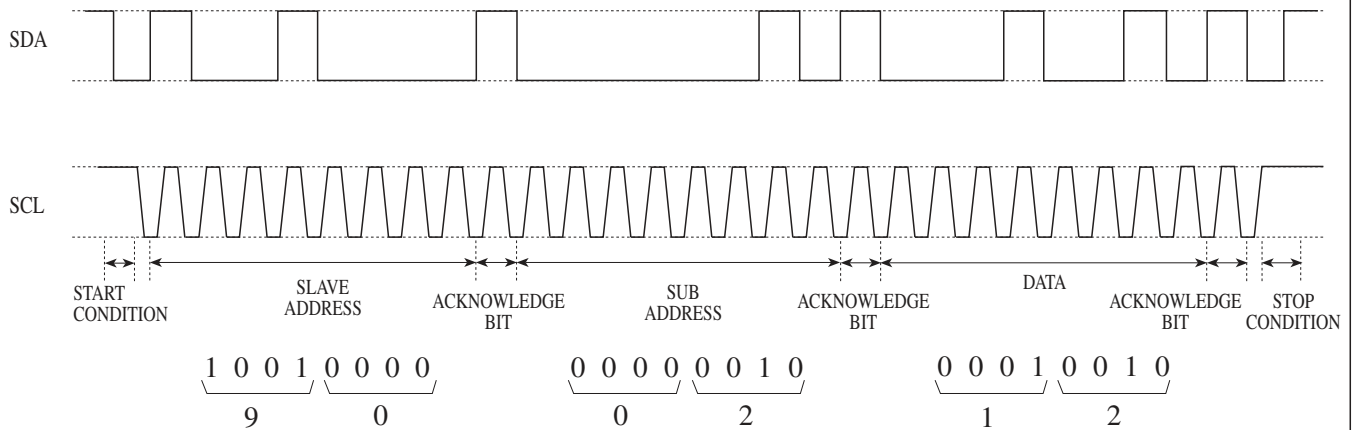 SDA
SCL
START
CONDITION
SLAVE
ADDRESS
ACKNOWLEDGE
BIT
SUB
ADDRESS
ACKNOWLEDGE
BIT
DATA
ACKNOWLEDGE
BIT
STOP
CONDITION
1 0 0 1 0 0 0 0
0 0 0 0 0 0 1 0
0 0 0 1 0 0 1 0
9 0
0 2
1 2